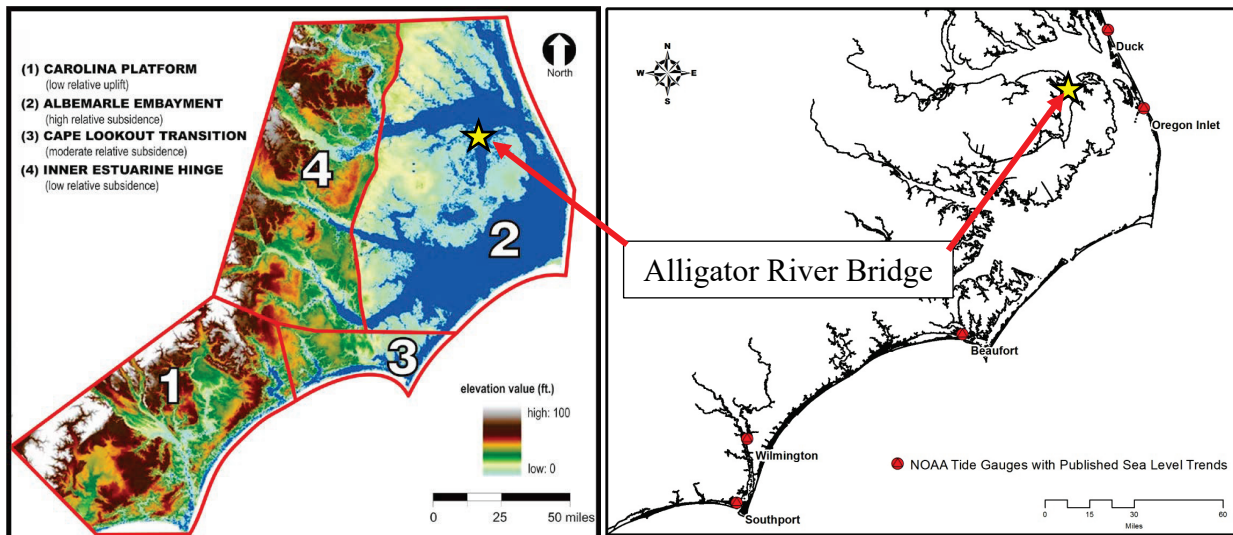 (1) CAROLINA PLATFORM
(low relative uplift)
(2) ALBEMARLE EMBAYMENT
(high relative subsidence)
(3) CAPE LOOKOUT TRANSITION
(moderate relative subsidence)
(4) INNER ESTUARINE HINGE
(low relative subsidence)
North
4
2
3
1
elevation value (ft.)
high: 100
low: 0
0 25 50 miles
Alligator River Bridge
N
W E
S
Duck
Oregon Inlet
Beaufort
Wilmington
Southport
NOAA Tide Gauges with Published Sea Level Trends
0 15 30 60
Miles